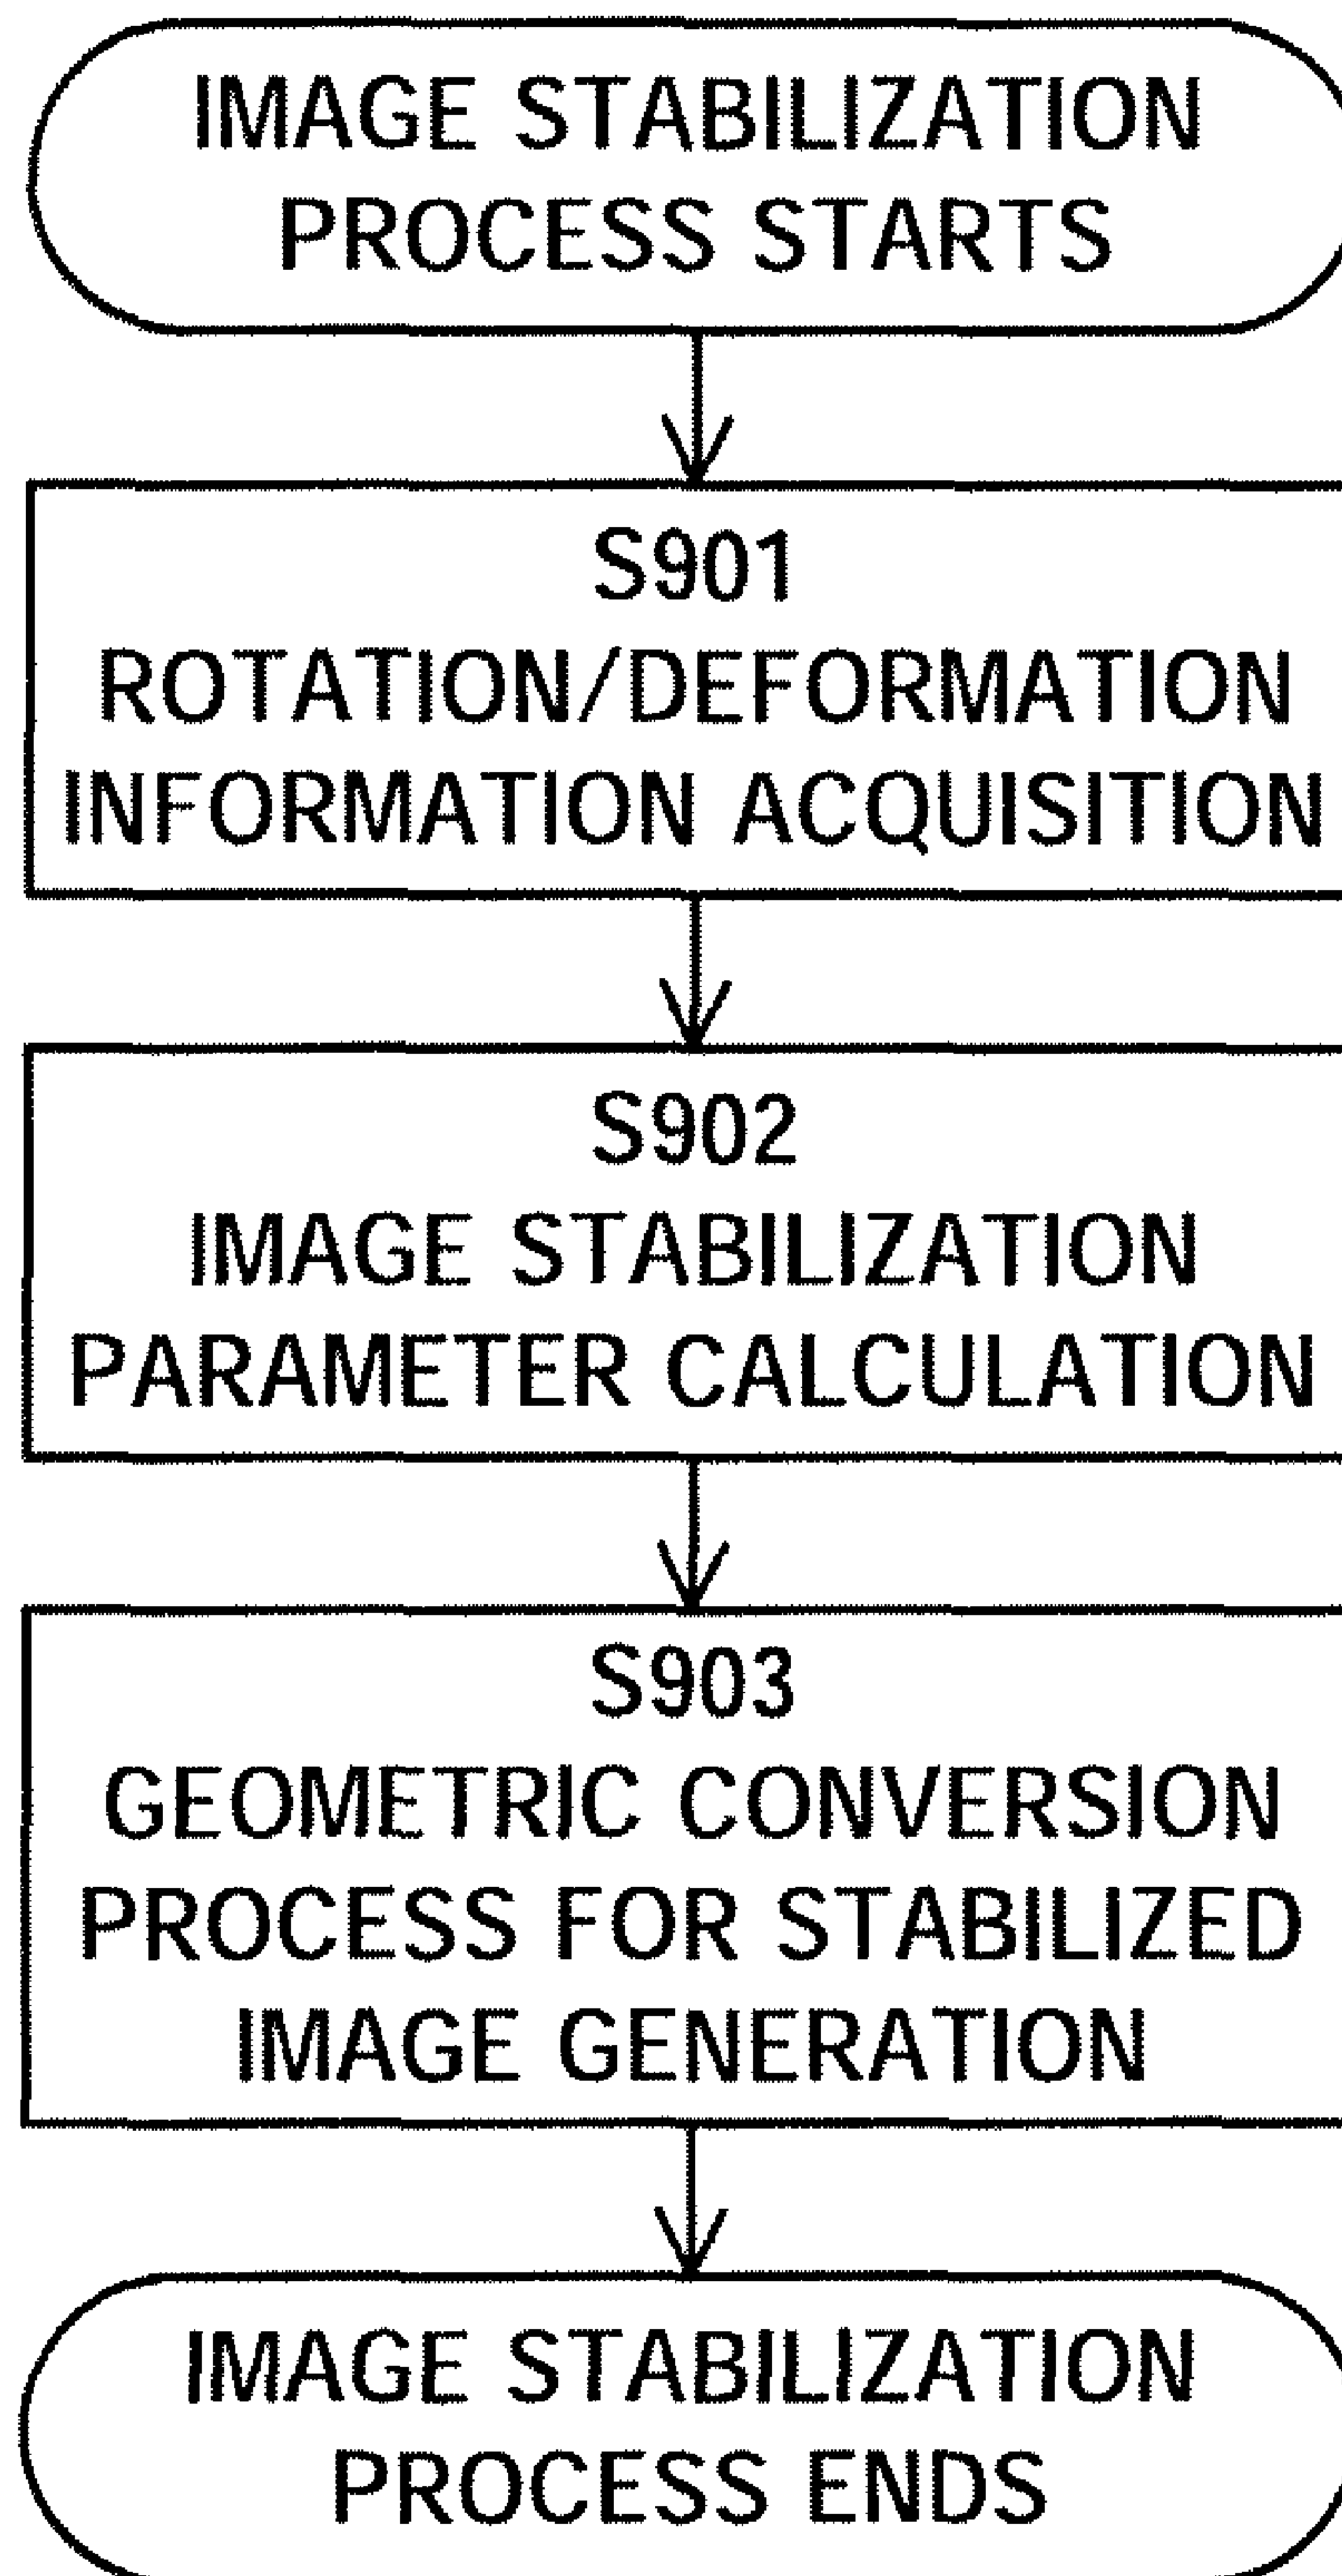 IMAGE STABILIZATION
PROCESS STARTS
S901
ROTATION/DEFORMATION
INFORMATION ACQUISITION
S902
IMAGE STABILIZATION
PARAMETER CALCULATION
S903
GEOMETRIC CONVERSION
PROCESS FOR STABILIZED
IMAGE GENERATION
IMAGE STABILIZATION
PROCESS ENDS